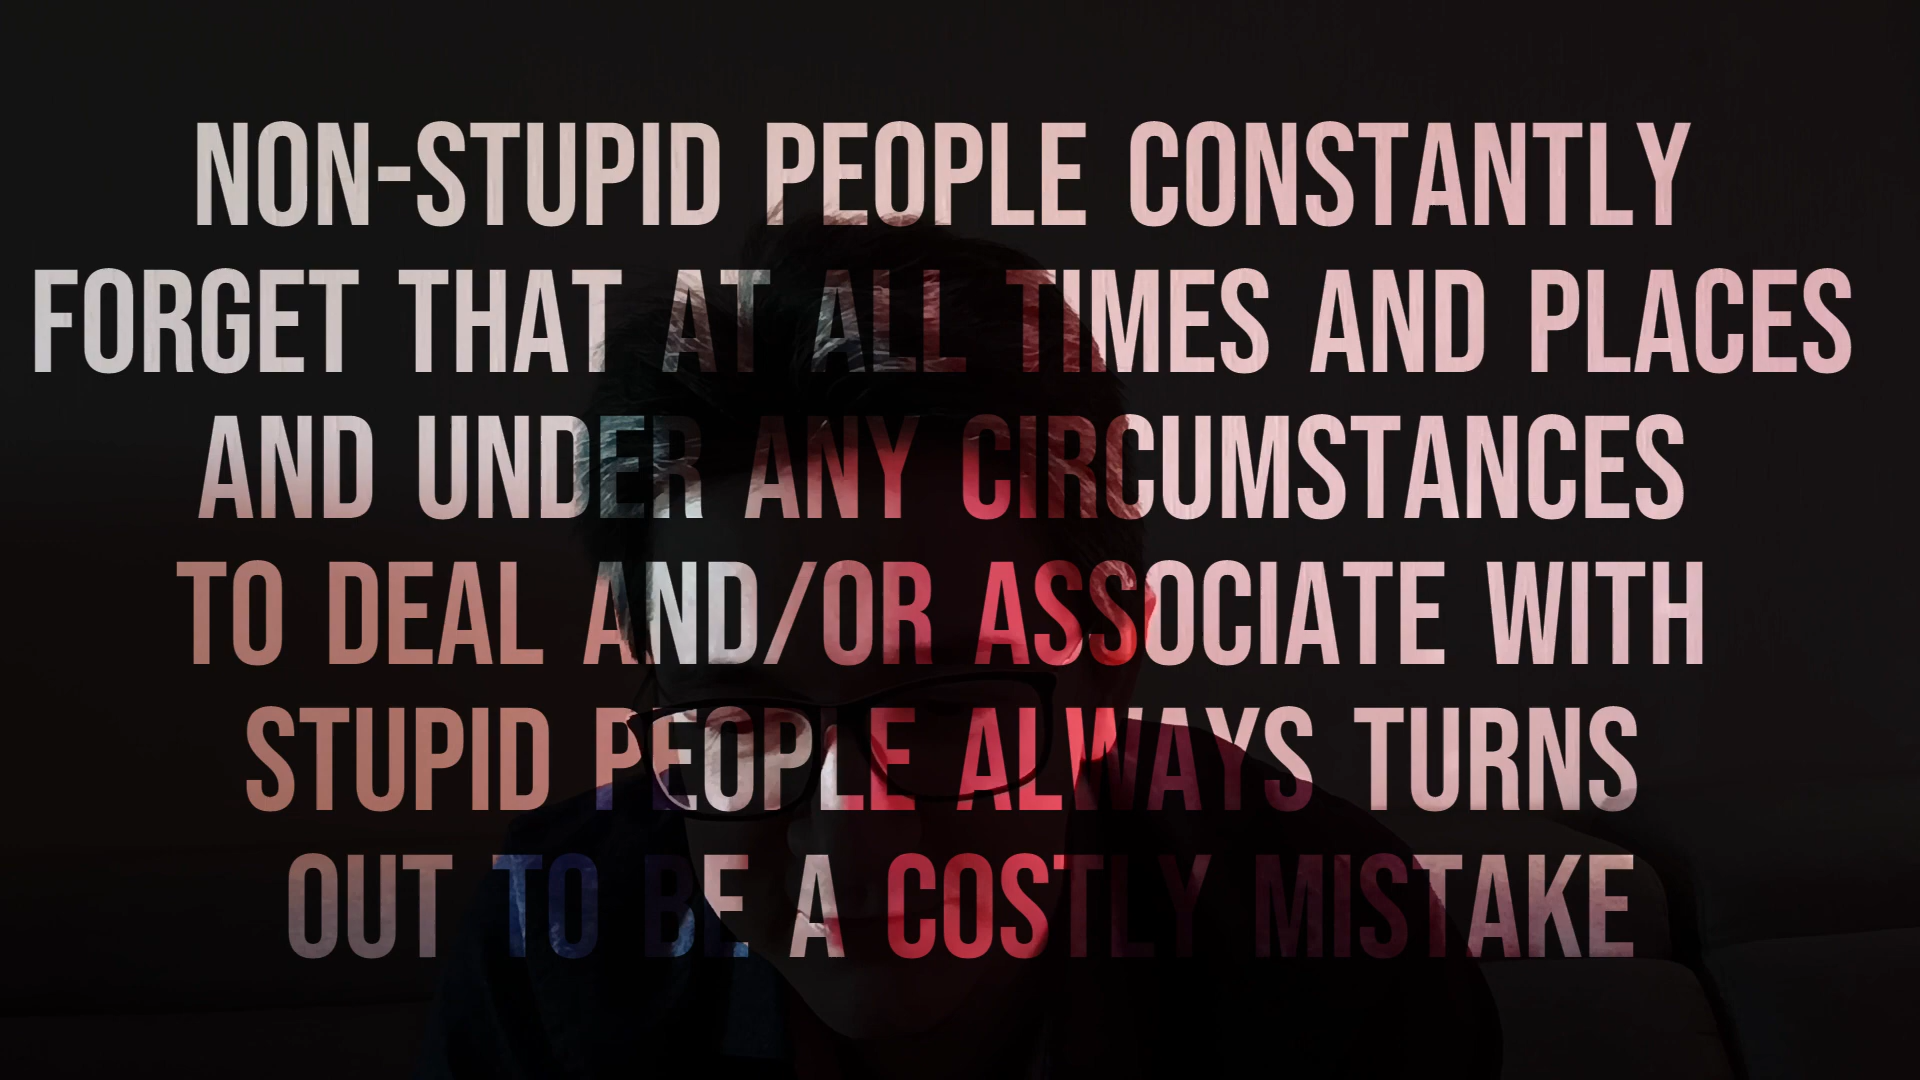 NON-STUPID PEOPLE CONSTANTLY
FORGET THAT AT ALL TIMES AND PLACES
AND UNDER ANY CIRCUMSTANCES
TO DEAL AND/OR ASSOCIATE WITH
STUPID PEOPLE ALWAYS TURNS
OUT TO BE A COSTLY MISTAKE